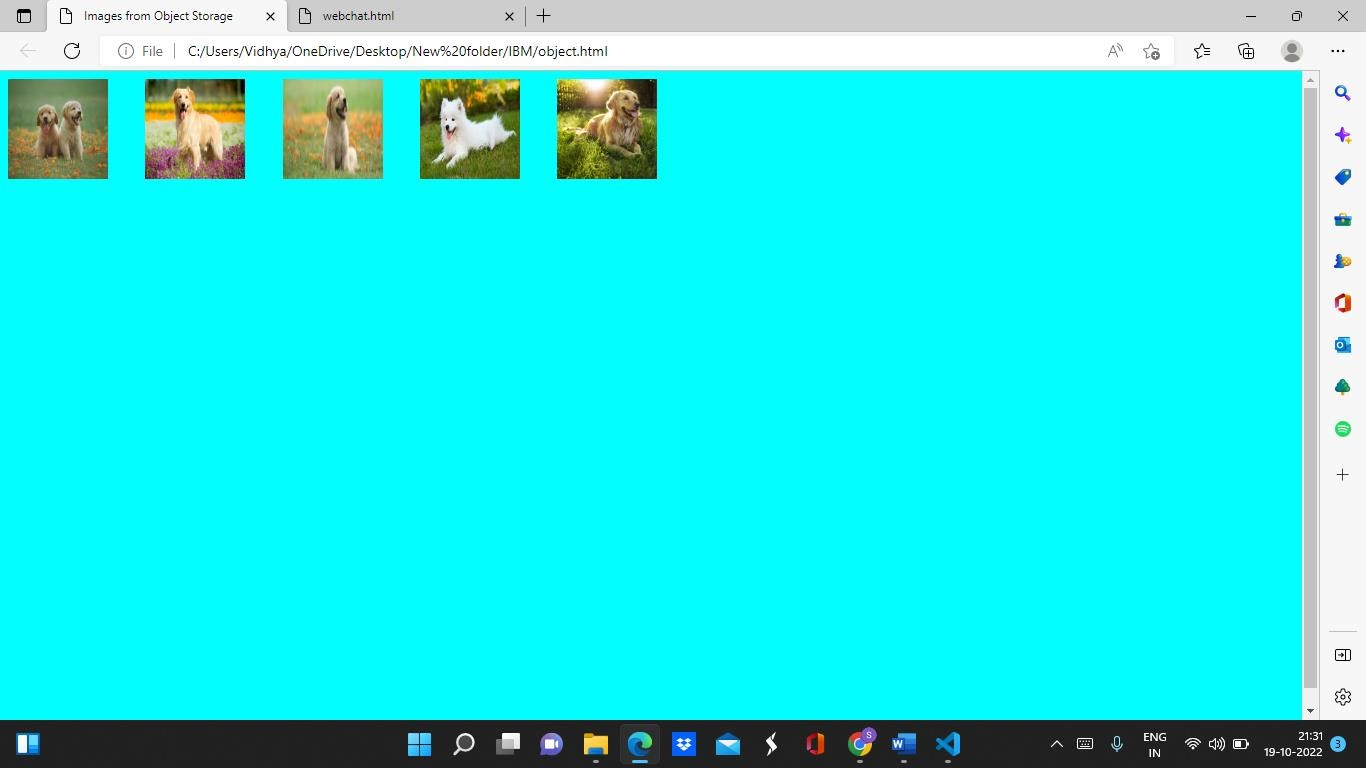 Images from Object Storage
webchat.html
File
C:/Users/Vidhya/OneDrive/Desktop/New%20folder/IBM/object.html
S
ENG
IN
21:31
19-10-2022
3